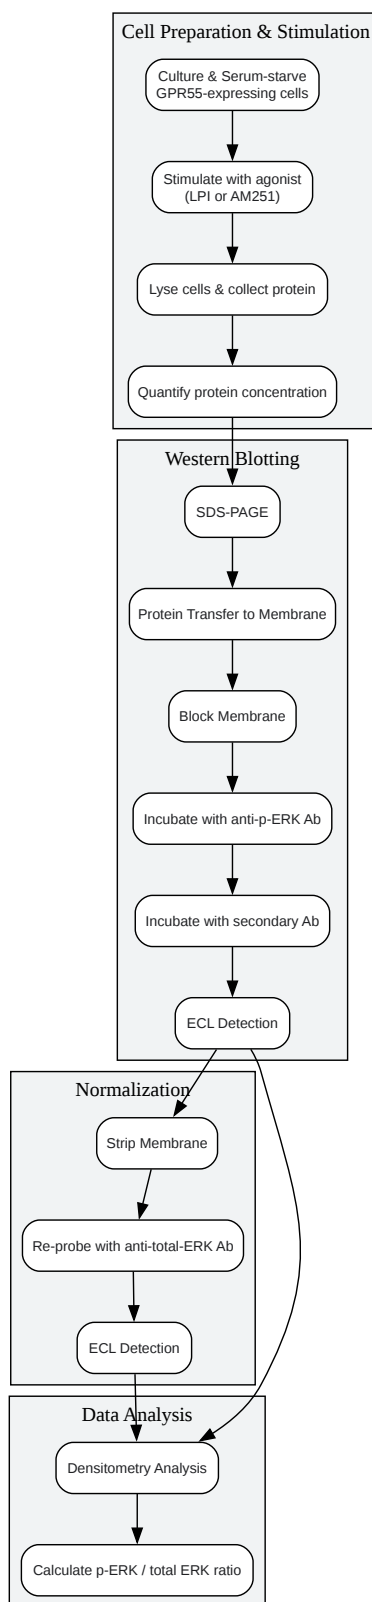 Cell Preparation & Stimulation
Culture & Serum-starve
GPR55-expressing cells
Stimulate with agonist
(LPI or AM251)
Lyse cells & collect protein
Quantify protein concentration
Western Blotting
SDS-PAGE
Protein Transfer to Membrane
Block Membrane
Incubate with anti-p-ERK Ab
Incubate with secondary Ab
ECL Detection
Normalization
Strip Membrane
Re-probe with anti-total-ERK Ab
ECL Detection
Data Analysis
Densitometry Analysis
Calculate p-ERK / total ERK ratio